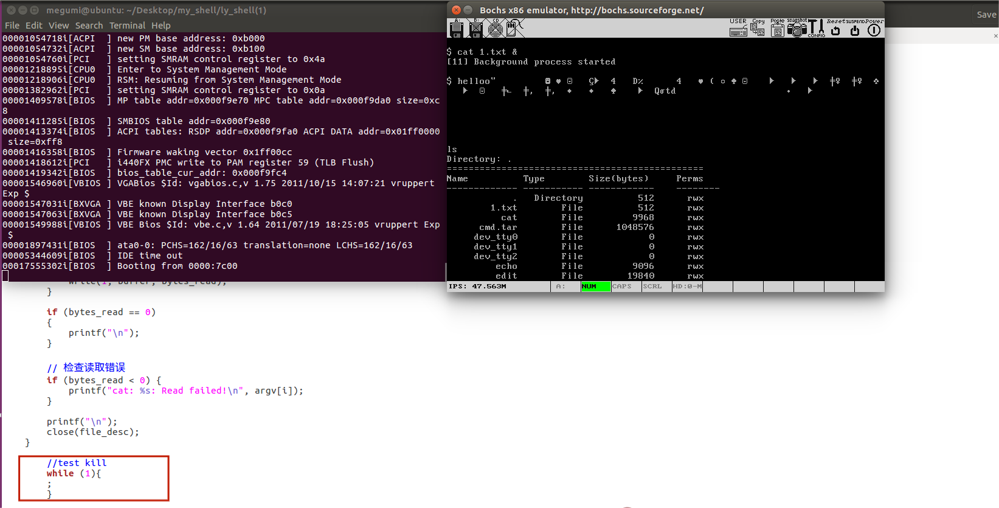 megumi@ubuntu: ~/Desktop/my_shell/ly_shell(1)
File Edit View Search Terminal Help
00001054718i[ACPI  ] new PM base address: 0xb000
00001054732i[ACPI  ] new SM base address: 0xb100
00001054760i[PCI   ] setting SMRAM control register to 0x4a
00001218895i[CPU0  ] Enter to System Management Mode
00001218906i[CPU0  ] RSM: Resuming from System Management Mode
00001382962i[PCI   ] setting SMRAM control register to 0x0a
00001409578i[BIOS  ] MP table addr=0x000f9e70 MPC table addr=0x000f9da0 size=0xc
8
00001411285i[BIOS  ] SMBIOS table addr=0x000f9e80
00001413374i[BIOS  ] ACPI tables: RSDP addr=0x000f9fa0 ACPI DATA addr=0x01ff0000
size=0xff8
00001416358i[BIOS  ] Firmware waking vector 0x1ff00cc
00001418612i[PCI   ] i440FX PMC write to PAM register 59 (TLB Flush)
00001419342i[BIOS  ] bios_table_cur_addr: 0x000f9fc4
00001546960i[VBIOS ] VGABios $Id: vgabios.c,v 1.75 2011/10/15 14:07:21 vruppert
Exp $
00001547031i[BXVGA ] VBE known Display Interface b0c0
00001547063i[BXVGA ] VBE known Display Interface b0c5
00001549988i[VBIOS ] VBE Bios $Id: vbe.c,v 1.64 2011/07/19 18:25:05 vruppert Exp
$
00001897431i[BIOS  ] ata0-0: PCHS=162/16/63 translation=none LCHS=162/16/63
00005344609i[BIOS  ] IDE time out
00017555302i[BIOS  ] Booting from 0000:7c00
write(1, buffer, bytes_read);
}
if (bytes_read == 0)
{
printf("\n");
}
// 检查读取错误
if (bytes_read < 0) {
printf("cat: %s: Read failed!\n", argv[i]);
}
printf("\n");
close(file_desc);
}
//test kill
while (1){
;
}
Bochs x86 emulator, http://bochs.sourceforge.net/
A: B: CD USER Copy Paste snapshot CONFIG Reset SUSPEND Power
$ cat 1.txt &
[11] Background process started
$ helloo" ◘ ♥ Ç► 4 D% 4 ♥ ( ○ ♠ ► ► ► ╪♀ ╪♀ ♣
► ╪, ╪, ♦ ♦ ♠ ► Qσtd • ►
ls
Directory: .
===============================================
Name Type Size(bytes) Perms
------------- ----------- ------------ --------
. Directory 512 rwx
1.txt File 512 rwx
cat File 9968 rwx
cmd.tar File 1048576 rwx
dev_tty0 File 0 rwx
dev_tty1 File 0 rwx
dev_tty2 File 0 rwx
echo File 9096 rwx
edit File 19840 rwx
IPS: 47.563M A: NUM CAPS SCRL HD:0-M
Save